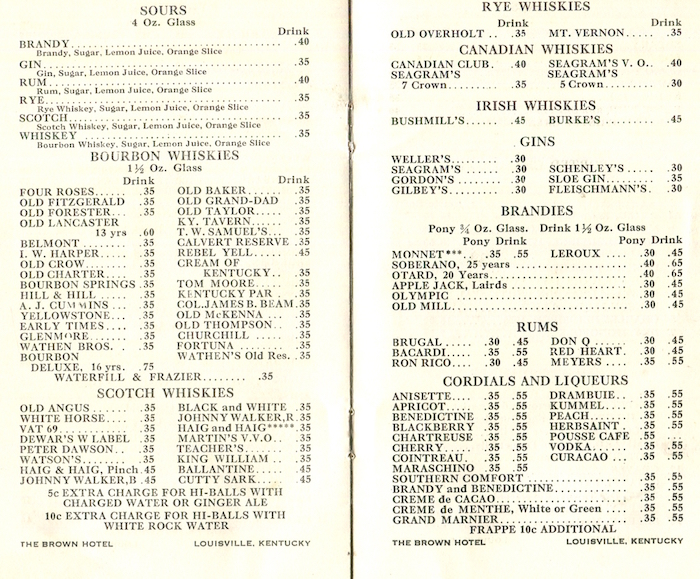 SOURS
4 Oz. Glass
Drink
BRANDY .40
Brandy, Sugar, Lemon Juice, Orange Slice
GIN .35
Gin, Sugar, Lemon Juice, Orange Slice
RUM .40
Rum, Sugar, Lemon Juice, Orange Slice
RYE .35
Rye Whiskey, Sugar, Lemon Juice, Orange Slice
SCOTCH .35
Scotch Whiskey, Sugar, Lemon Juice, Orange Slice
WHISKEY .35
Bourbon Whiskey, Sugar, Lemon Juice, Orange Slice
BOURBON WHISKIES
1½ Oz. Glass
Drink
FOUR ROSES .35
OLD FITZGERALD .35
OLD FORESTER .35
OLD LANCASTER
13 yrs .60
BELMONT .35
I. W. HARPER .35
OLD CROW .35
OLD CHARTER .35
BOURBON SPRINGS .35
HILL & HILL .35
A. J. CUMMINS .35
YELLOWSTONE .35
EARLY TIMES .35
GLENMORE .35
WATHEN BROS. .35
BOURBON
DELUXE, 16 yrs. .75
Drink
OLD BAKER .35
OLD GRAND-DAD .35
OLD TAYLOR .35
KY. TAVERN .35
T. W. SAMUEL'S .35
CALVERT RESERVE .35
REBEL YELL .45
CREAM OF
KENTUCKY .35
TOM MOORE .35
KENTUCKY PAR .35
COL.JAMES B. BEAM .35
OLD McKENNA .35
OLD THOMPSON .35
CHURCHILL .35
FORTUNA .35
WATHEN'S Old Res. .35
WATERFILL & FRAZIER .35
SCOTCH WHISKIES
OLD ANGUS .35
WHITE HORSE .35
VAT 69 .35
DEWAR'S W LABEL .35
PETER DAWSON .35
WATSON'S .35
HAIG & HAIG, Pinch .45
JOHNNY WALKER,B .45
BLACK and WHITE .35
JOHNNY WALKER,R .35
HAIG and HAIG***** .35
MARTIN'S V.V.O. .35
TEACHER'S .35
KING WILLIAM .35
BALLANTINE .45
CUTTY SARK .45
5c EXTRA CHARGE FOR HI-BALLS WITH
CHARGED WATER OR GINGER ALE
10c EXTRA CHARGE FOR HI-BALLS WITH
WHITE ROCK WATER
THE BROWN HOTEL LOUISVILLE, KENTUCKY
RYE WHISKIES
Drink Drink
OLD OVERHOLT .35 MT. VERNON .35
CANADIAN WHISKIES
CANADIAN CLUB .40 SEAGRAM'S V. O. .40
SEAGRAM'S SEAGRAM'S
7 Crown .35 5 Crown .30
IRISH WHISKIES
BUSHMILL'S .45 BURKE'S .45
GINS
WELLER'S .30
SEAGRAM'S .30 SCHENLEY'S .30
GORDON'S .30 SLOE GIN .35
GILBEY'S .30 FLEISCHMANN'S .30
BRANDIES
Pony ¾ Oz. Glass. Drink 1½ Oz. Glass
Pony Drink Pony Drink
MONNET*** .35 .55 LEROUX .30 .45
SOBERANO, 25 years .40 .65
OTARD, 20 Years .40 .65
APPLE JACK, Lairds .30 .45
OLYMPIC .30 .45
OLD MILL .30 .45
RUMS
BRUGAL .30 .45 DON Q .30 .45
BACARDI .35 .55 RED HEART .30 .45
RON RICO .30 .45 MEYERS .35 .55
CORDIALS AND LIQUEURS
ANISETTE .35 .55 DRAMBUIE .35 .55
APRICOT .35 .55 KUMMEL .35 .55
BENEDICTINE .35 .55 PEACH .35 .55
BLACKBERRY .35 .55 HERBSAINT .35 .55
CHARTREUSE .35 .55 POUSSE CAFE .55
CHERRY .35 .55 VODKA .35 .55
COINTREAU .35 .55 CURACAO .35 .55
MARASCHINO .35 .55
SOUTHERN COMFORT .35 .55
BRANDY and BENEDICTINE .35 .55
CREME de CACAO .35 .55
CREME de MENTHE, White or Green .35 .55
GRAND MARNIER .35 .55
FRAPPE 10c ADDITIONAL
THE BROWN HOTEL LOUISVILLE, KENTUCKY